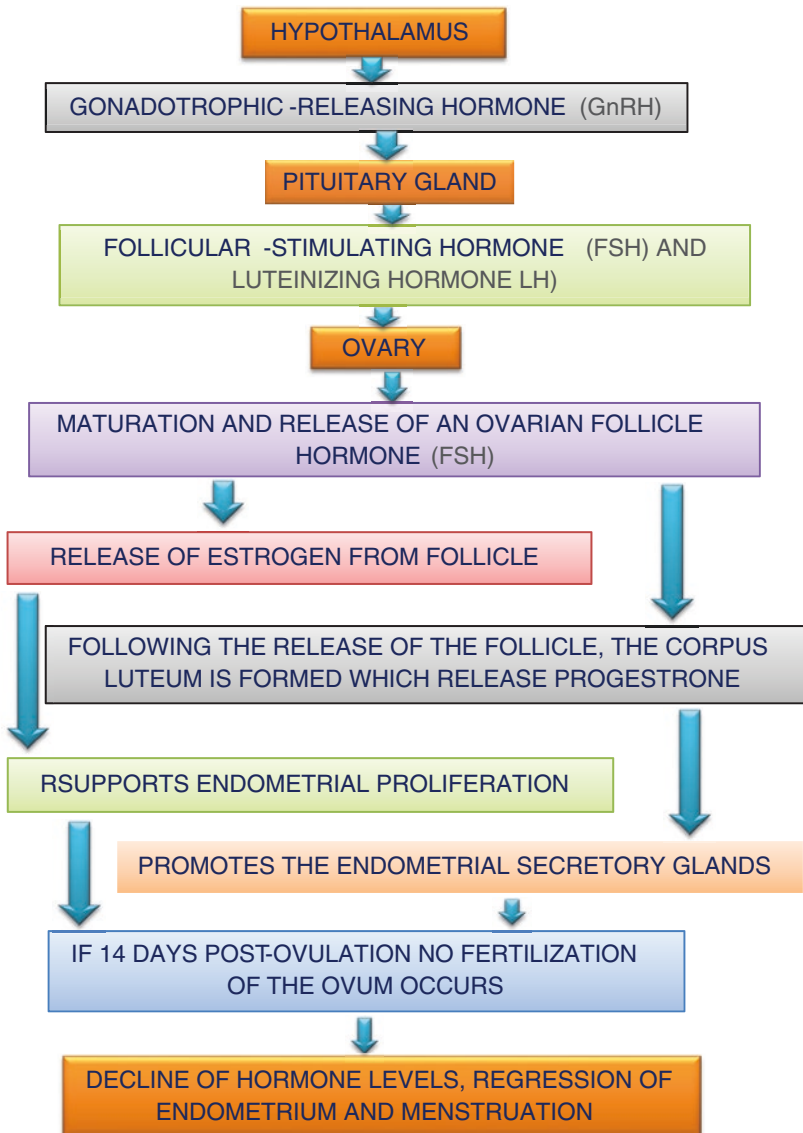 HYPOTHALAMUS
GONADOTROPHIC -RELEASING HORMONE (GnRH)
PITUITARY GLAND
FOLLICULAR -STIMULATING HORMONE (FSH) AND
LUTEINIZING HORMONE LH)
OVARY
MATURATION AND RELEASE OF AN OVARIAN FOLLICLE
HORMONE (FSH)
RELEASE OF ESTROGEN FROM FOLLICLE
FOLLOWING THE RELEASE OF THE FOLLICLE, THE CORPUS
LUTEUM IS FORMED WHICH RELEASE PROGESTRONE
RSUPPORTS ENDOMETRIAL PROLIFERATION
PROMOTES THE ENDOMETRIAL SECRETORY GLANDS
IF 14 DAYS POST-OVULATION NO FERTILIZATION
OF THE OVUM OCCURS
DECLINE OF HORMONE LEVELS, REGRESSION OF
ENDOMETRIUM AND MENSTRUATION